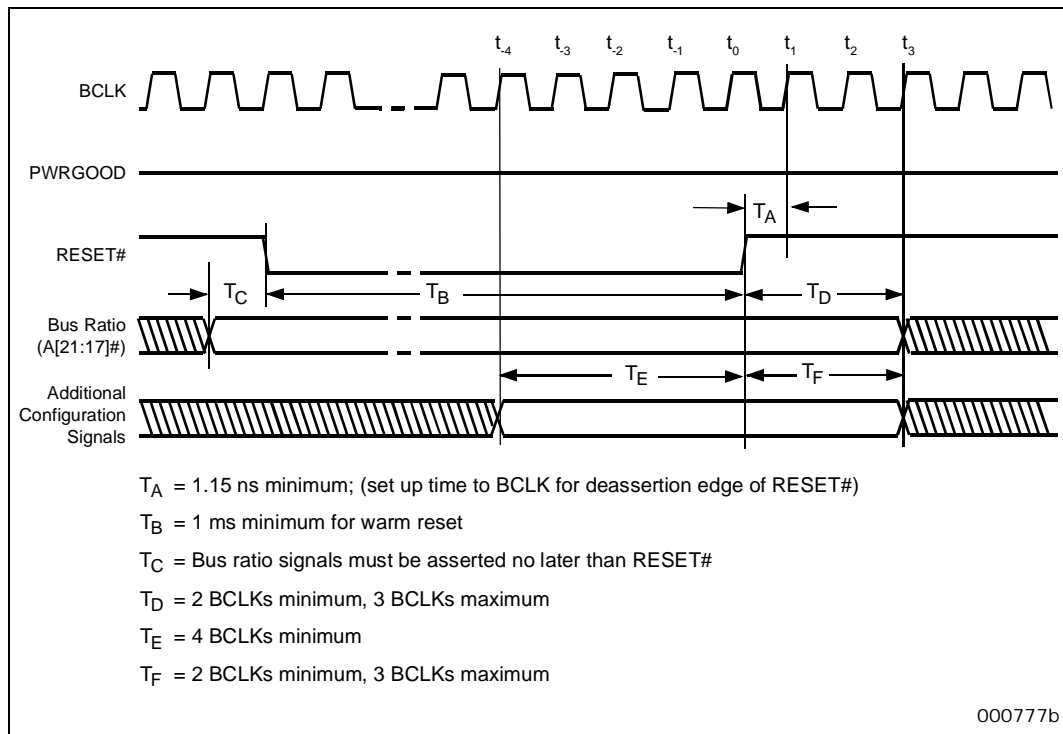 t-4 t-3 t-2 t-1 t0 t1 t2 t3
BCLK
PWRGOOD
TA
RESET#
TC TB TD
Bus Ratio
(A[21:17]#)
TE TF
Additional
Configuration
Signals
TA = 1.15 ns minimum; (set up time to BCLK for deassertion edge of RESET#)
TB = 1 ms minimum for warm reset
TC = Bus ratio signals must be asserted no later than RESET#
TD = 2 BCLKs minimum, 3 BCLKs maximum
TE = 4 BCLKs minimum
TF = 2 BCLKs minimum, 3 BCLKs maximum
000777b